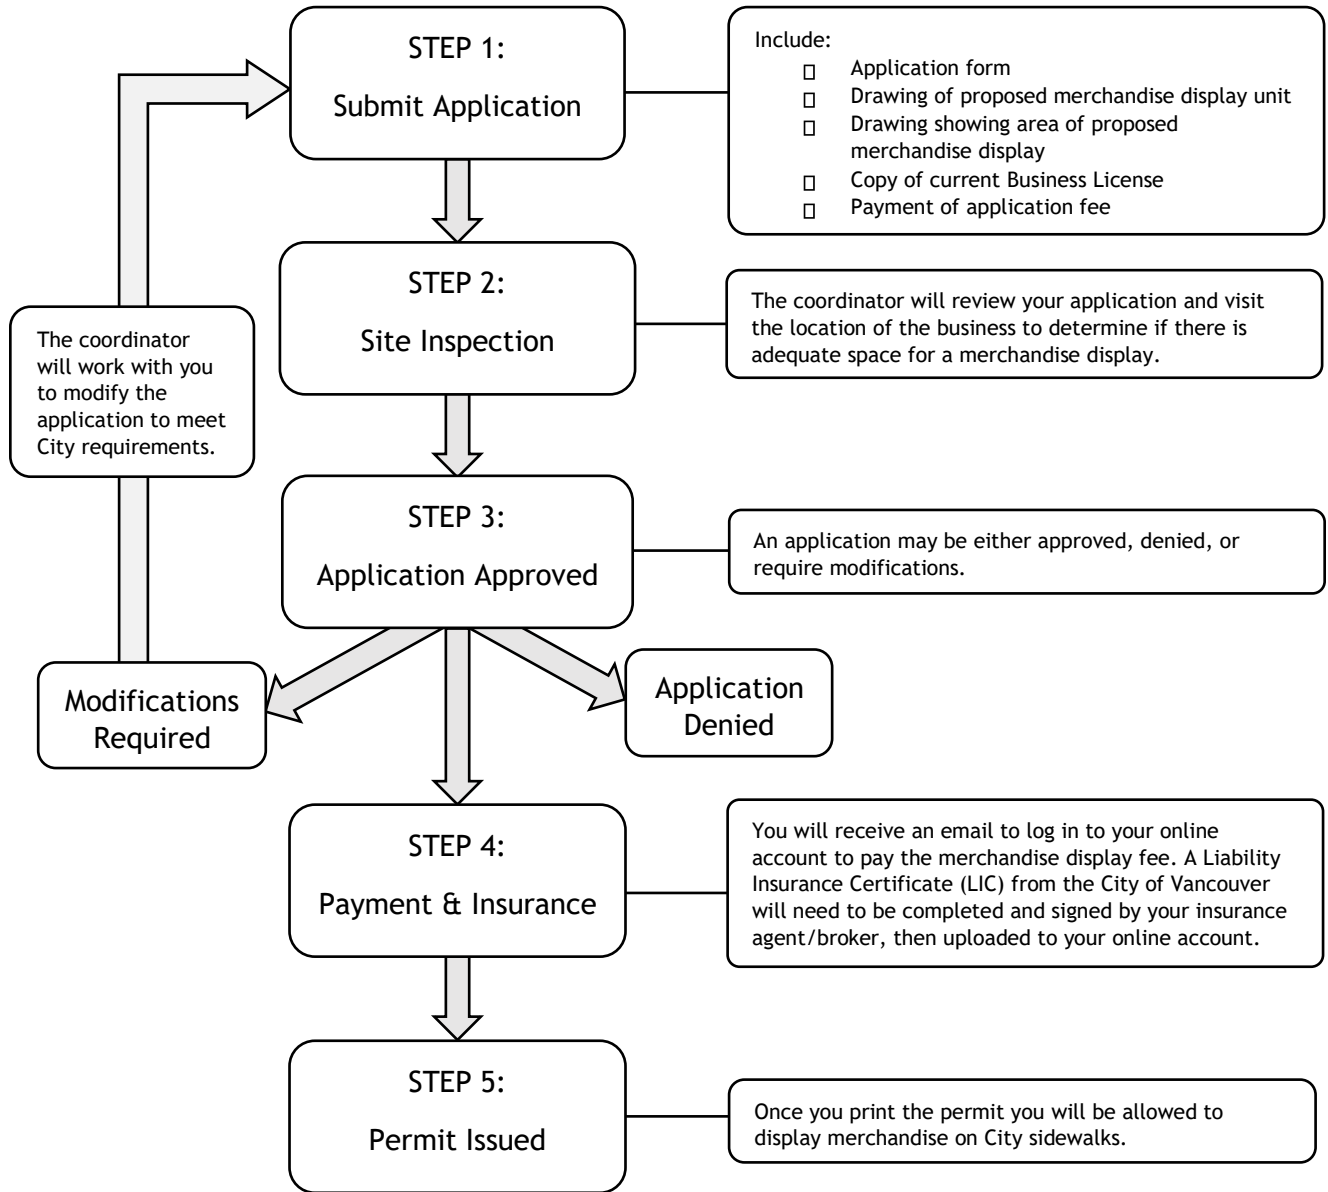 STEP 1:
Submit Application
Include:
Application form
Drawing of proposed merchandise display unit
Drawing showing area of proposed
merchandise display
Copy of current Business License
Payment of application fee
STEP 2:
Site Inspection
The coordinator will review your application and visit
the location of the business to determine if there is
adequate space for a merchandise display.
The coordinator
will work with you
to modify the
application to meet
City requirements.
STEP 3:
Application Approved
An application may be either approved, denied, or
require modifications.
Modifications
Required
Application
Denied
STEP 4:
Payment & Insurance
You will receive an email to log in to your online
account to pay the merchandise display fee. A Liability
Insurance Certificate (LIC) from the City of Vancouver
will need to be completed and signed by your insurance
agent/broker, then uploaded to your online account.
STEP 5:
Permit Issued
Once you print the permit you will be allowed to
display merchandise on City sidewalks.